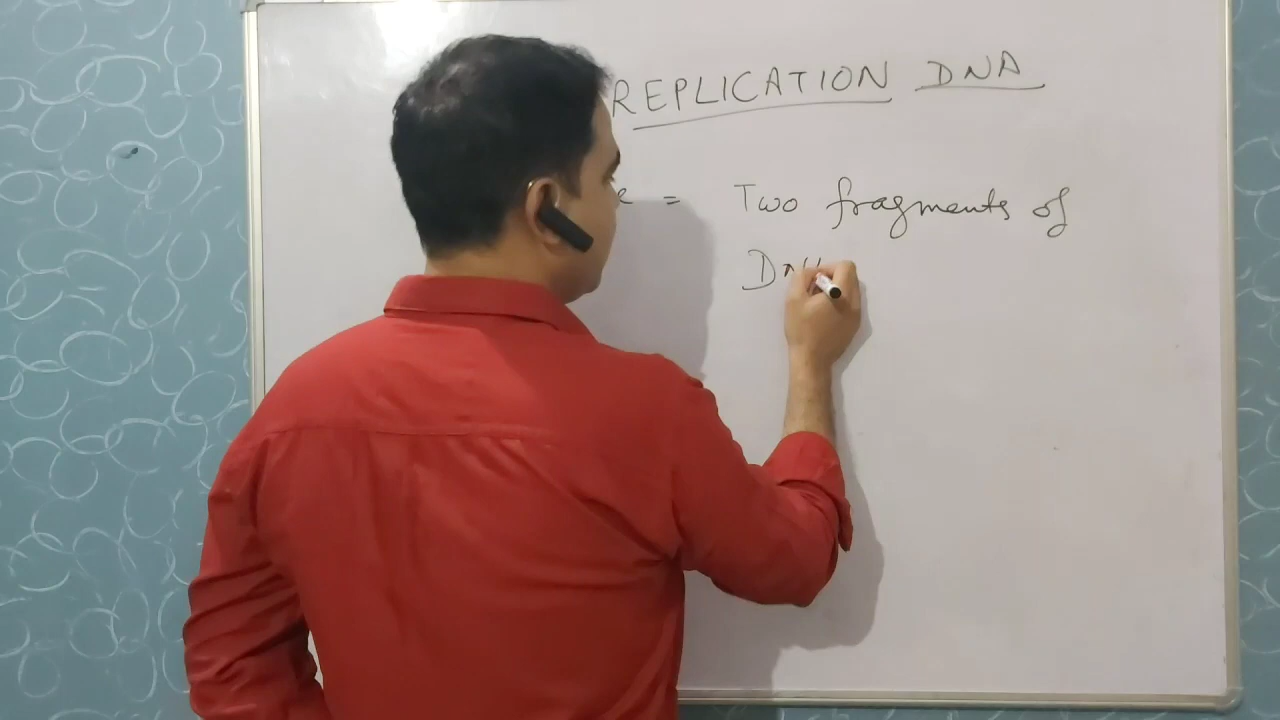 REPLICATION DNA
= Two fragments of